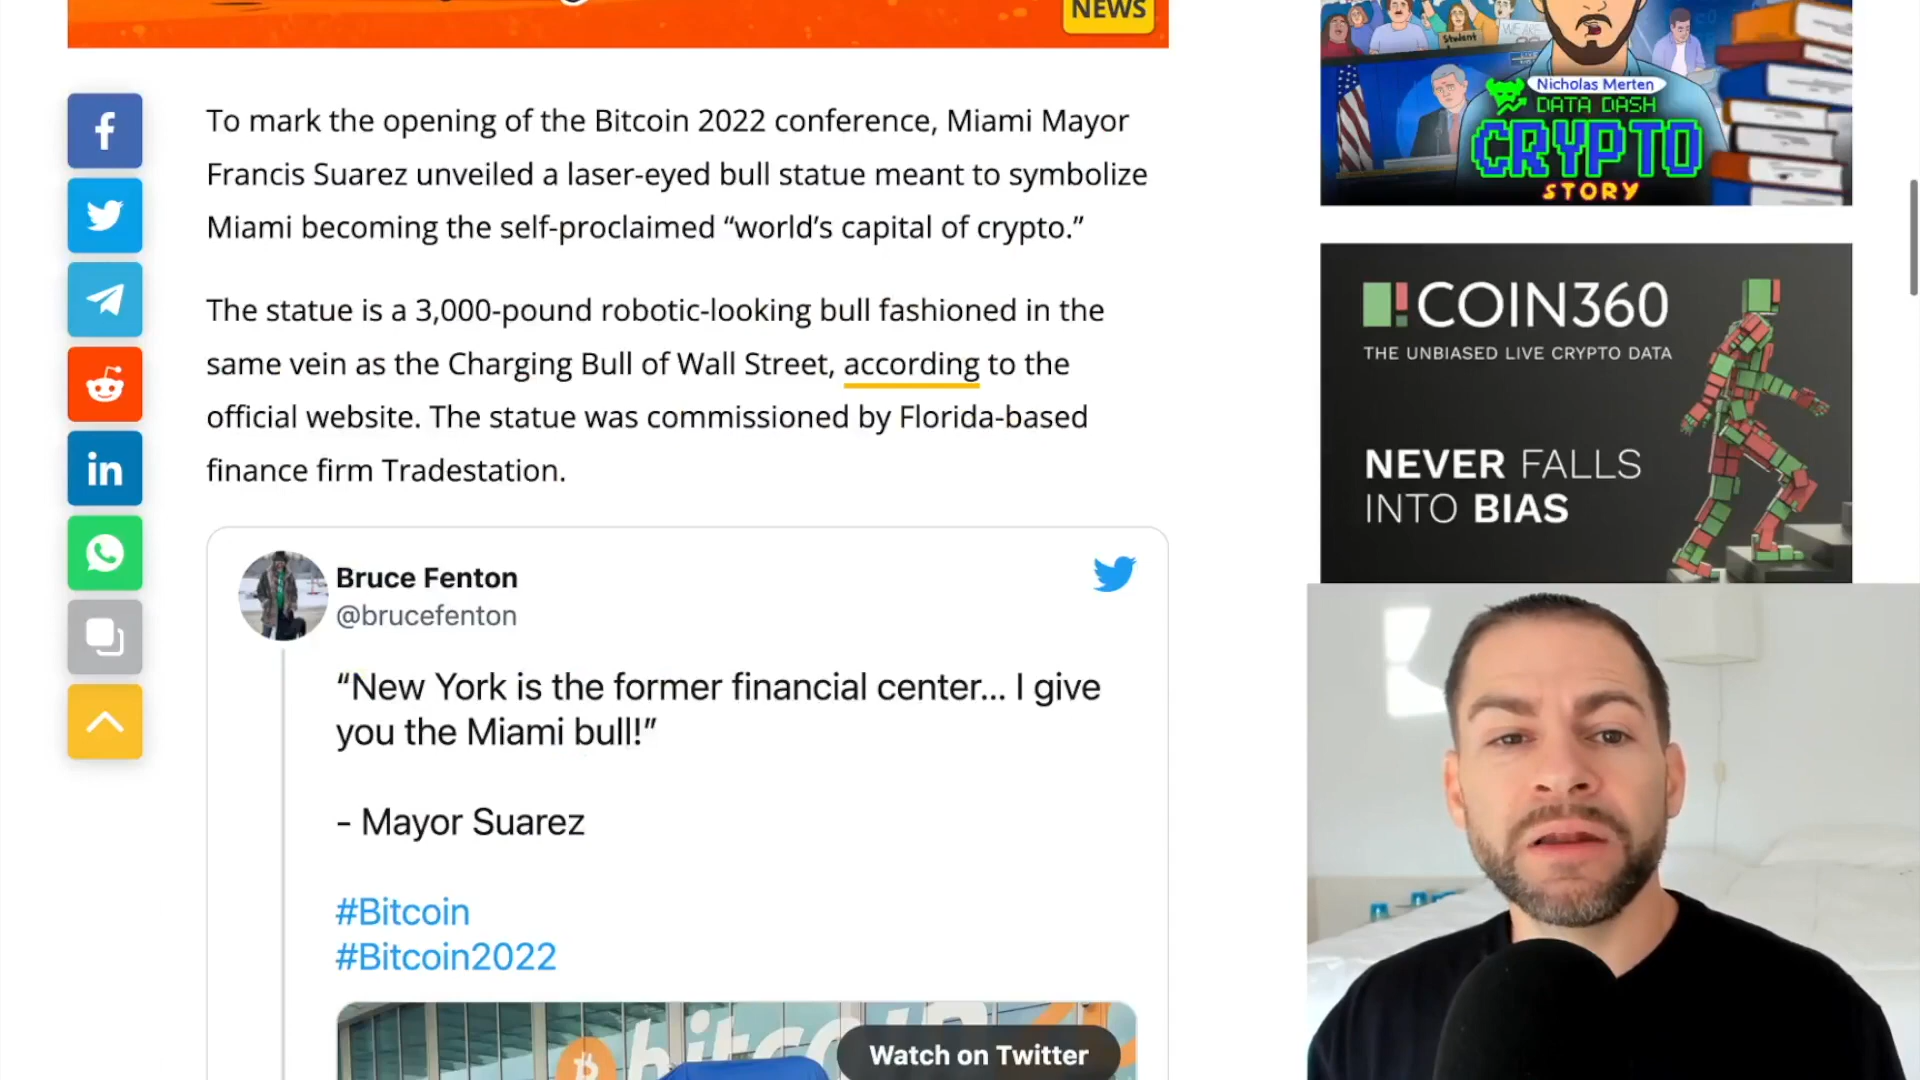 NEWS
To mark the opening of the Bitcoin 2022 conference, Miami Mayor
Francis Suarez unveiled a laser-eyed bull statue meant to symbolize
Miami becoming the self-proclaimed “world’s capital of crypto.”
The statue is a 3,000-pound robotic-looking bull fashioned in the
same vein as the Charging Bull of Wall Street, according to the
official website. The statue was commissioned by Florida-based
finance firm Tradestation.
Bruce Fenton
@brucefenton
“New York is the former financial center... I give
you the Miami bull!”
- Mayor Suarez
#Bitcoin
#Bitcoin2022
Watch on Twitter
Student
WE ARE
Nicholas Merten
DATA DASH
CRYPTO
STORY
COIN360
THE UNBIASED LIVE CRYPTO DATA
NEVER FALLS
INTO BIAS